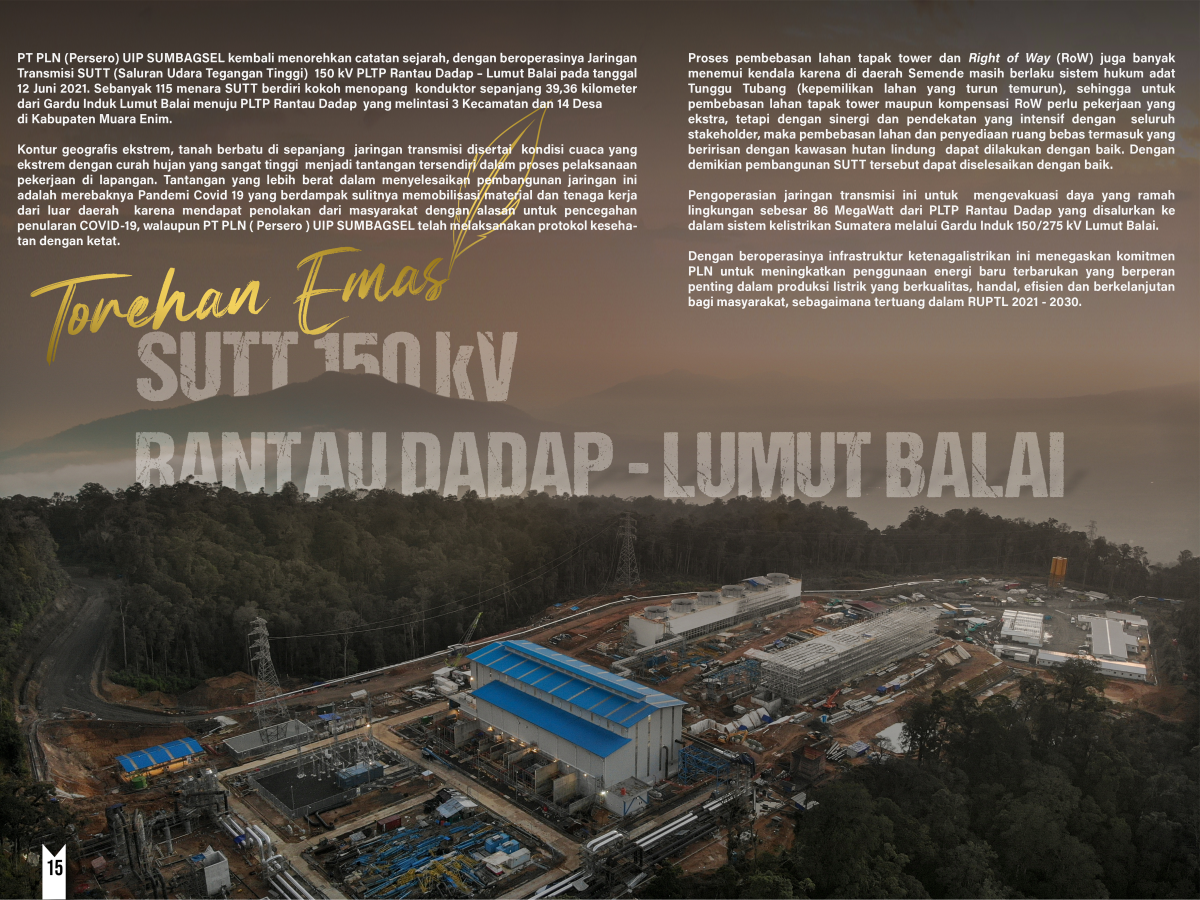 PT PLN (Persero) UIP SUMBAGSEL kembali menorehkan catatan sejarah, dengan beroperasinya Jaringan
Transmisi SUTT (Saluran Udara Tegangan Tinggi) 150 kV PLTP Rantau Dadap – Lumut Balai pada tanggal
12 Juni 2021. Sebanyak 115 menara SUTT berdiri kokoh menopang konduktor sepanjang 39,36 kilometer
dari Gardu Induk Lumut Balai menuju PLTP Rantau Dadap yang melintasi 3 Kecamatan dan 14 Desa
di Kabupaten Muara Enim.
Kontur geografis ekstrem, tanah berbatu di sepanjang jaringan transmisi disertai kondisi cuaca yang
ekstrem dengan curah hujan yang sangat tinggi menjadi tantangan tersendiri dalam proses pelaksanaan
pekerjaan di lapangan. Tantangan yang lebih berat dalam menyelesaikan pembangunan jaringan ini
adalah merebaknya Pandemi Covid 19 yang berdampak sulitnya memobilisasi material dan tenaga kerja
dari luar daerah karena mendapat penolakan dari masyarakat dengan alasan untuk pencegahan
penularan COVID-19, walaupun PT PLN ( Persero ) UIP SUMBAGSEL telah melaksanakan protokol keseha-
tan dengan ketat.
Torehan Emas
SUTT 150 kV
RANTAU DADAP - LUMUT BALAI
Proses pembebasan lahan tapak tower dan Right of Way (RoW) juga banyak
menemui kendala karena di daerah Semende masih berlaku sistem hukum adat
Tunggu Tubang (kepemilikan lahan yang turun temurun), sehingga untuk
pembebasan lahan tapak tower maupun kompensasi RoW perlu pekerjaan yang
ekstra, tetapi dengan sinergi dan pendekatan yang intensif dengan seluruh
stakeholder, maka pembebasan lahan dan penyediaan ruang bebas termasuk yang
beririsan dengan kawasan hutan lindung dapat dilakukan dengan baik. Dengan
demikian pembangunan SUTT tersebut dapat diselesaikan dengan baik.
Pengoperasian jaringan transmisi ini untuk mengevakuasi daya yang ramah
lingkungan sebesar 86 MegaWatt dari PLTP Rantau Dadap yang disalurkan ke
dalam sistem kelistrikan Sumatera melalui Gardu Induk 150/275 kV Lumut Balai.
Dengan beroperasinya infrastruktur ketenagalistrikan ini menegaskan komitmen
PLN untuk meningkatkan penggunaan energi baru terbarukan yang berperan
penting dalam produksi listrik yang berkualitas, handal, efisien dan berkelanjutan
bagi masyarakat, sebagaimana tertuang dalam RUPTL 2021 - 2030.
15